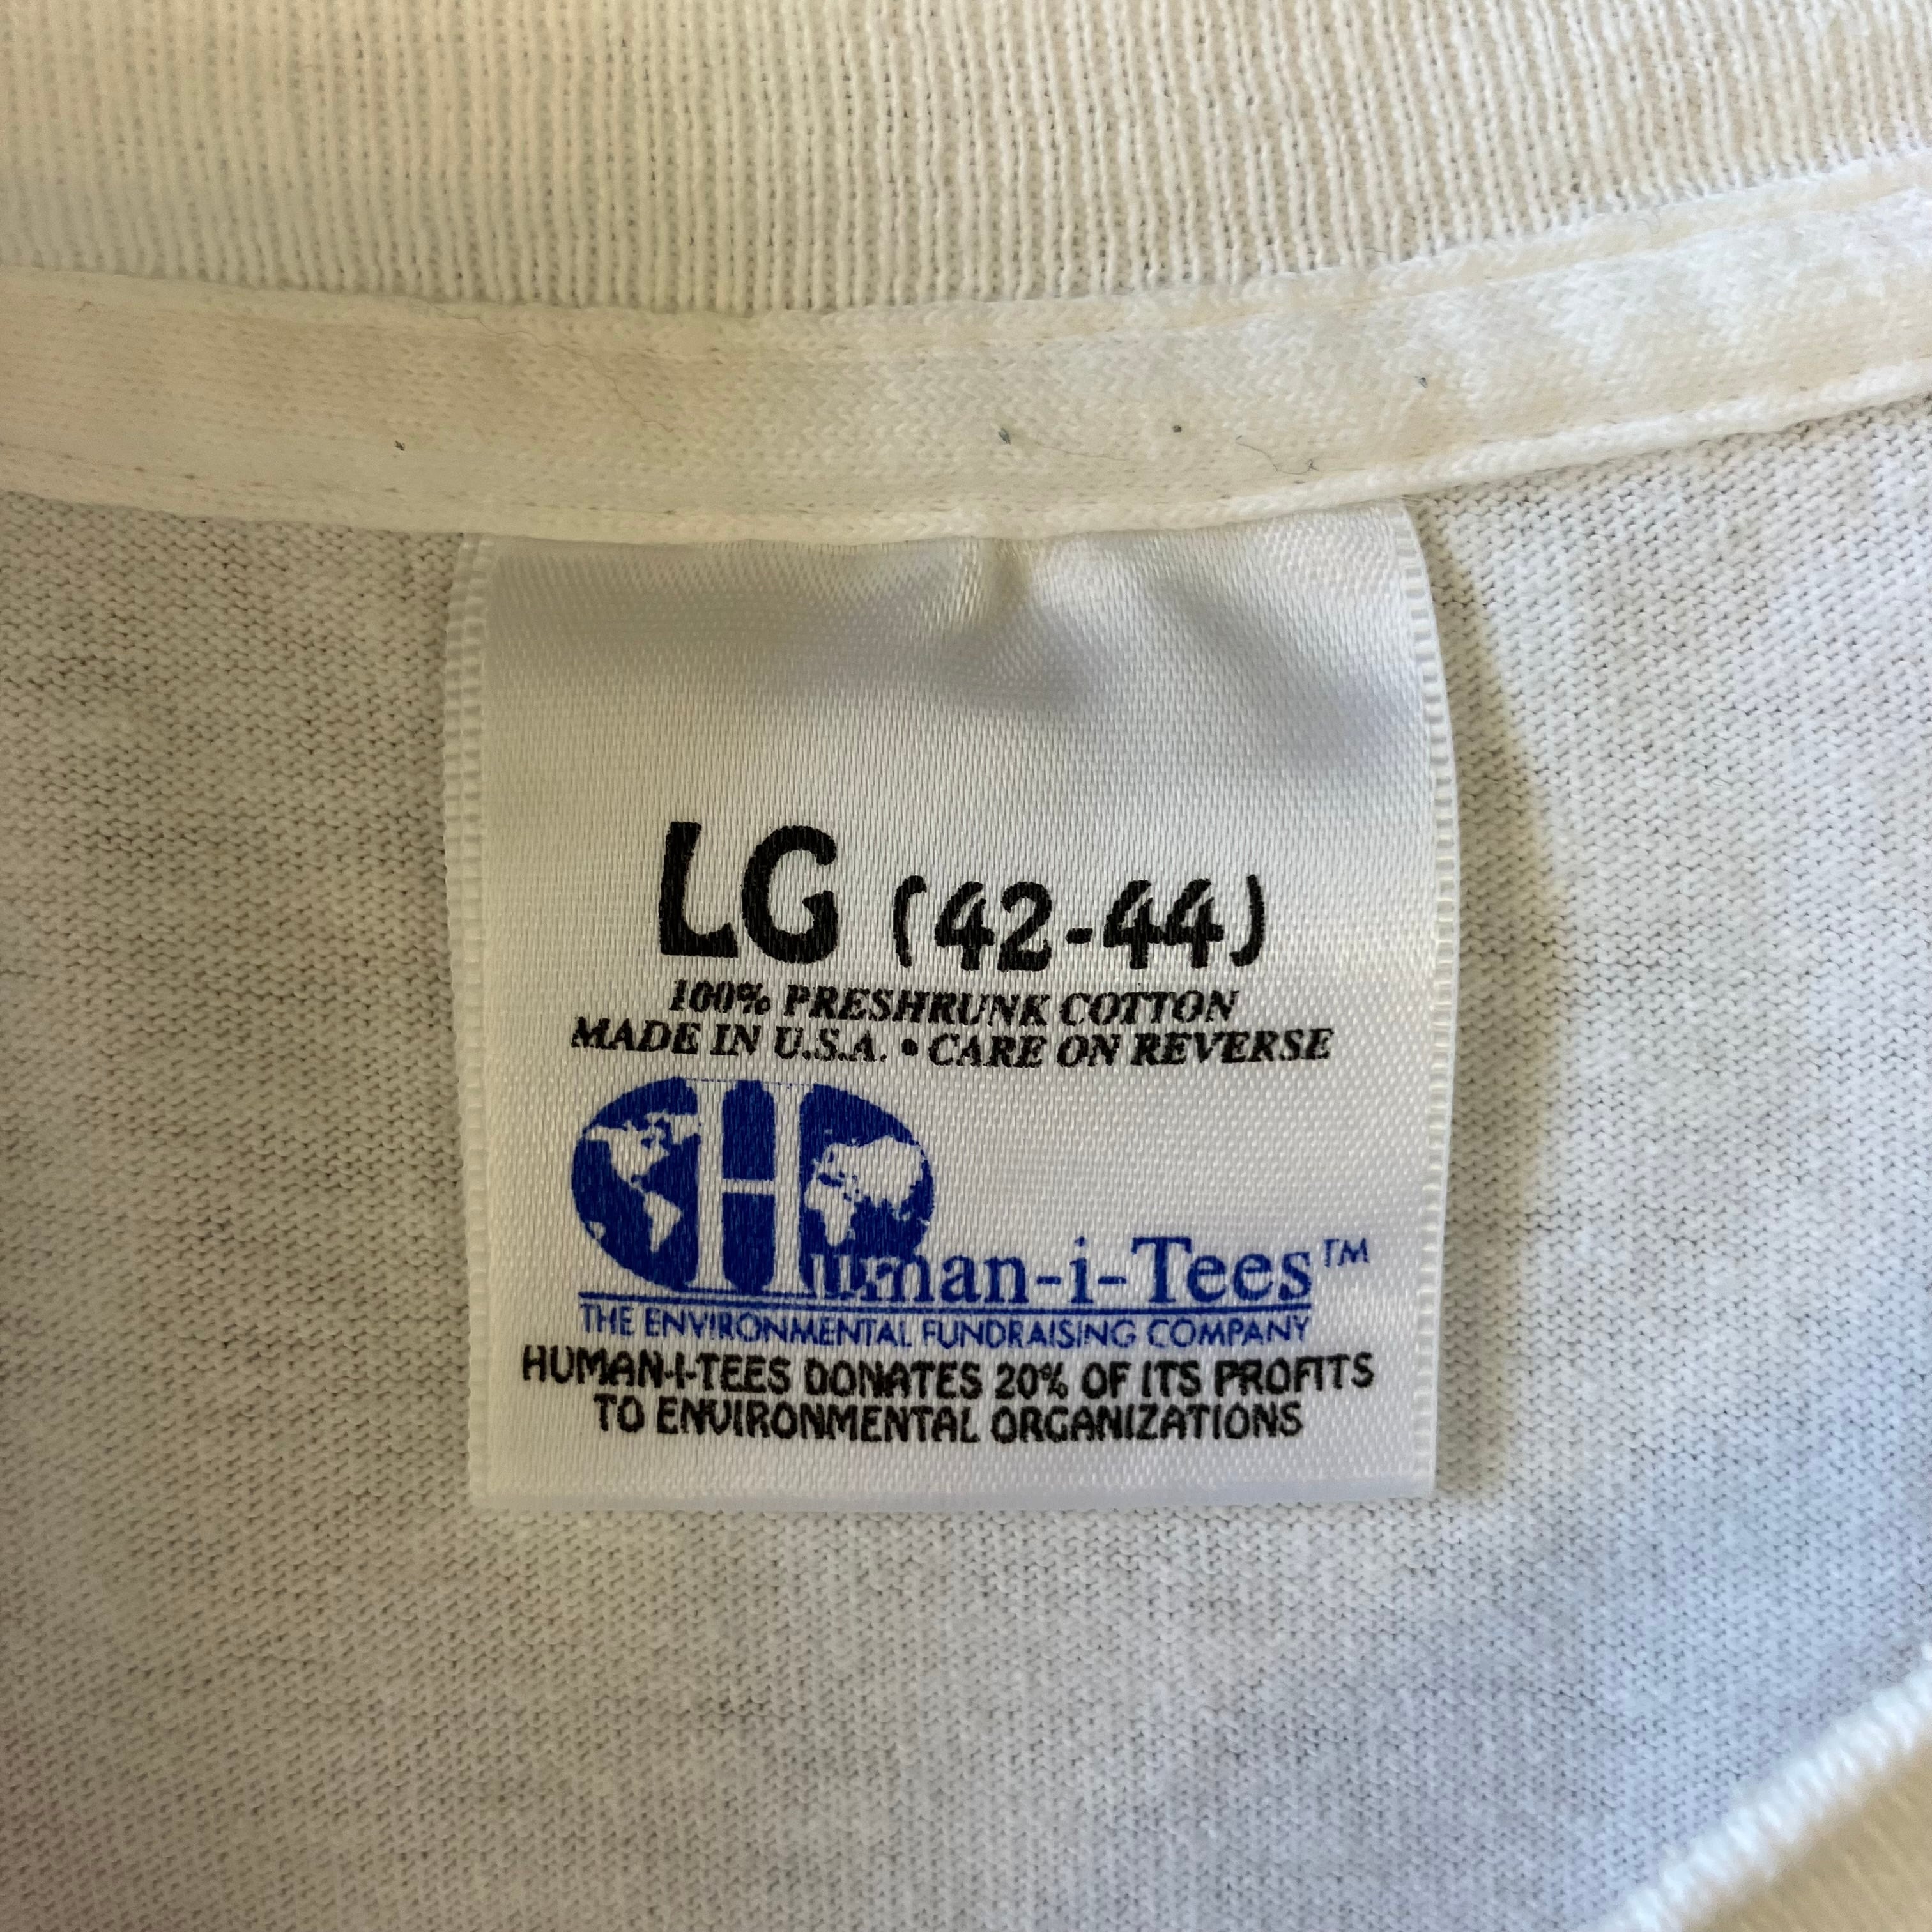 LG (42-44)
100% PRESHRUNK COTTON
MADE IN U.S.A. • CARE ON REVERSE
Human-i-Tees™
THE ENVIRONMENTAL FUNDRAISING COMPANY
HUMAN-I-TEES DONATES 20% OF ITS PROFITS
TO ENVIRONMENTAL ORGANIZATIONS